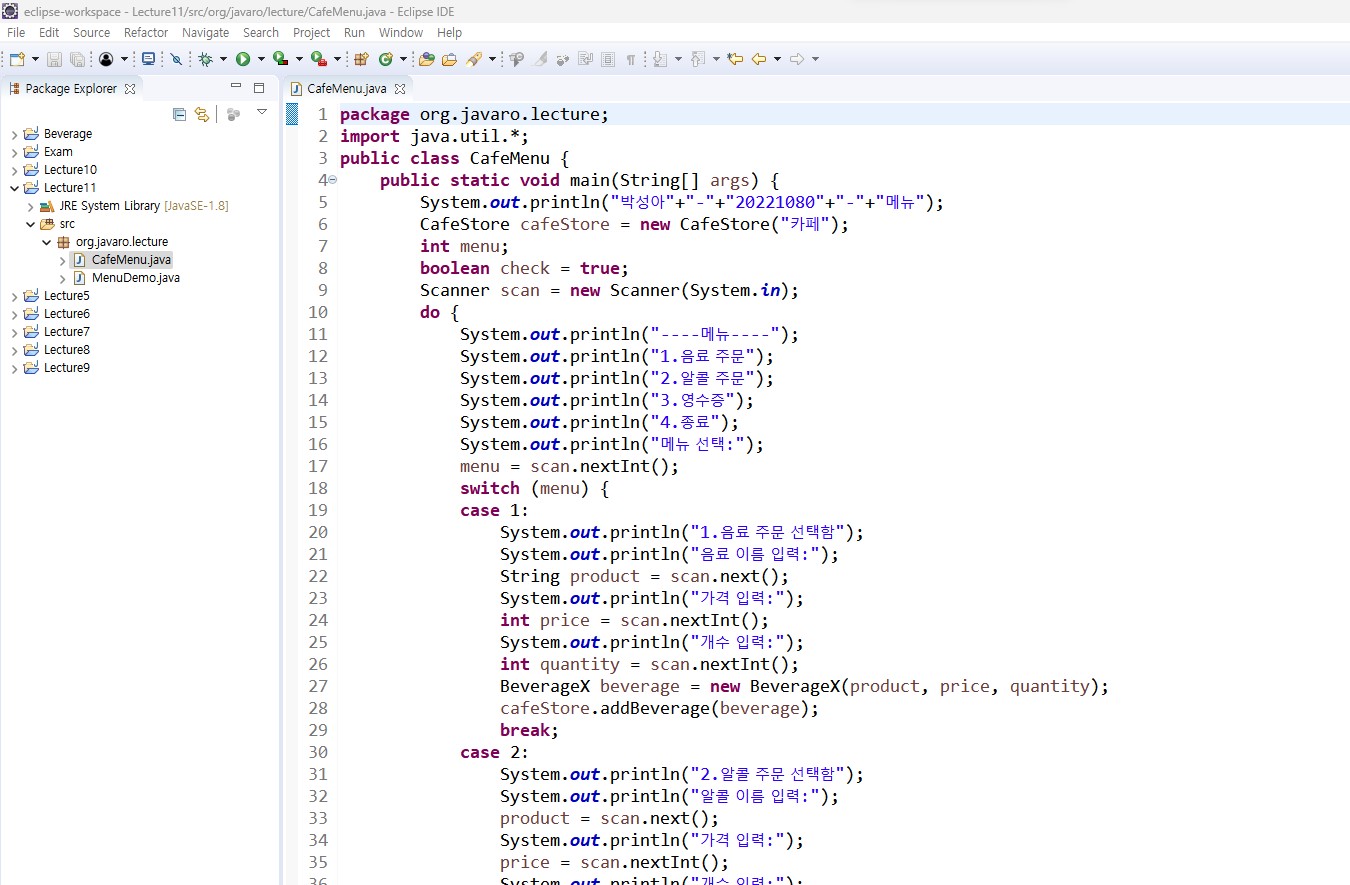 eclipse-workspace - Lecture11/src/org/javaro/lecture/CafeMenu.java - Eclipse IDE
File Edit Source Refactor Navigate Search Project Run Window Help
Package Explorer
Beverage
Exam
Lecture10
Lecture11
JRE System Library [JavaSE-1.8]
src
org.javaro.lecture
CafeMenu.java
MenuDemo.java
Lecture5
Lecture6
Lecture7
Lecture8
Lecture9
CafeMenu.java
1 package org.javaro.lecture;
2 import java.util.*;
3 public class CafeMenu {
4 public static void main(String[] args) {
5 System.out.println("박성아"+"-"+"20221080"+"-"+"메뉴");
6 CafeStore cafeStore = new CafeStore("카페");
7 int menu;
8 boolean check = true;
9 Scanner scan = new Scanner(System.in);
10 do {
11 System.out.println("----메뉴----");
12 System.out.println("1.음료 주문");
13 System.out.println("2.알콜 주문");
14 System.out.println("3.영수증");
15 System.out.println("4.종료");
16 System.out.println("메뉴 선택:");
17 menu = scan.nextInt();
18 switch (menu) {
19 case 1:
20 System.out.println("1.음료 주문 선택함");
21 System.out.println("음료 이름 입력:");
22 String product = scan.next();
23 System.out.println("가격 입력:");
24 int price = scan.nextInt();
25 System.out.println("개수 입력:");
26 int quantity = scan.nextInt();
27 BeverageX beverage = new BeverageX(product, price, quantity);
28 cafeStore.addBeverage(beverage);
29 break;
30 case 2:
31 System.out.println("2.알콜 주문 선택함");
32 System.out.println("알콜 이름 입력:");
33 product = scan.next();
34 System.out.println("가격 입력:");
35 price = scan.nextInt();
36 System.out.println("개수 입력:");